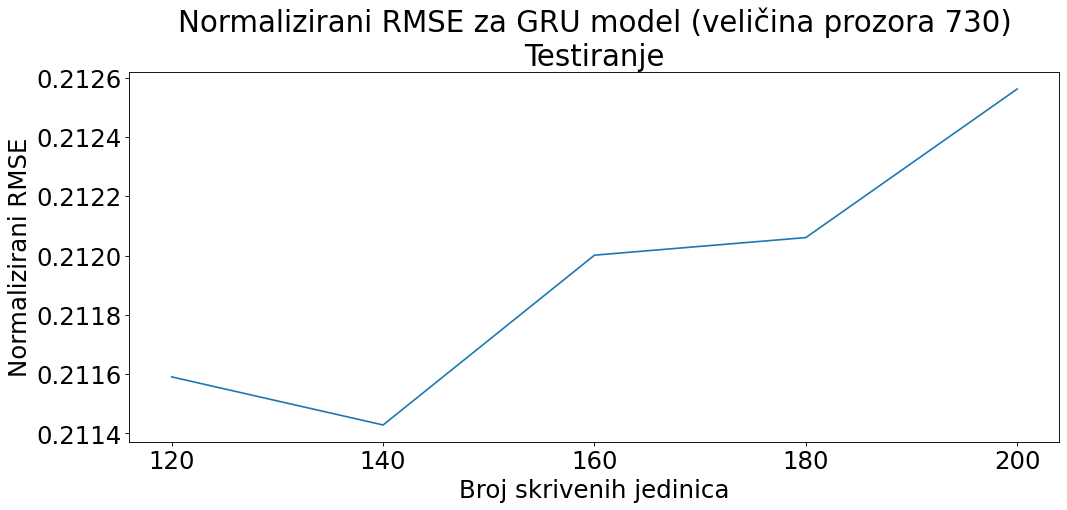 Normalizirani RMSE za GRU model (veličina prozora 730)
Testiranje
Normalizirani RMSE
0.2126
0.2124
0.2122
0.2120
0.2118
0.2116
0.2114
120 140 160 180 200
Broj skrivenih jedinica